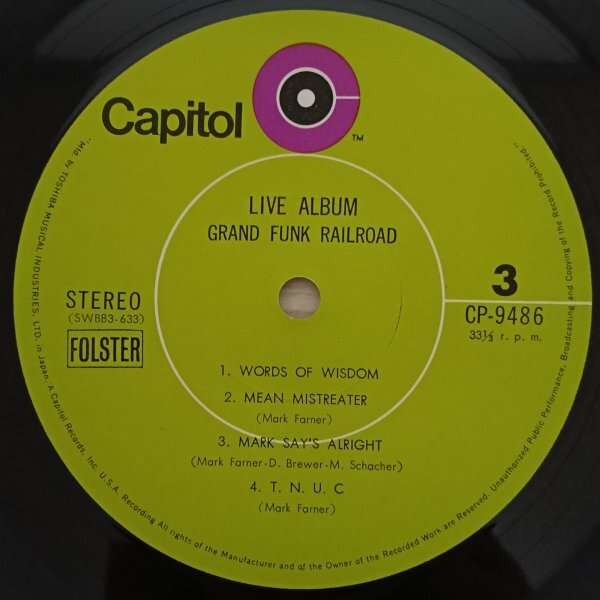 Capitol
TM
LIVE ALBUM
GRAND FUNK RAILROAD
STEREO
(SWBB3-633)
FOLSTER
3
CP-9486
33⅓ r. p. m.
1. WORDS OF WISDOM
2. MEAN MISTREATER
(Mark Farner)
3. MARK SAY'S ALRIGHT
(Mark Farner-D. Brewer-M. Schacher)
4. T. N. U. C
(Mark Farner)
"Mfd. by TOSHIBA MUSICAL INDUSTRIES, LTD. in Japan. A Capitol Records, Inc. U.S.A. Recording All rights of the Manufacturer and of the Owner of the Recorded Work are Reserved. Unauthorized Public Performance, Broadcasting and Copying of the Record Prohibited."